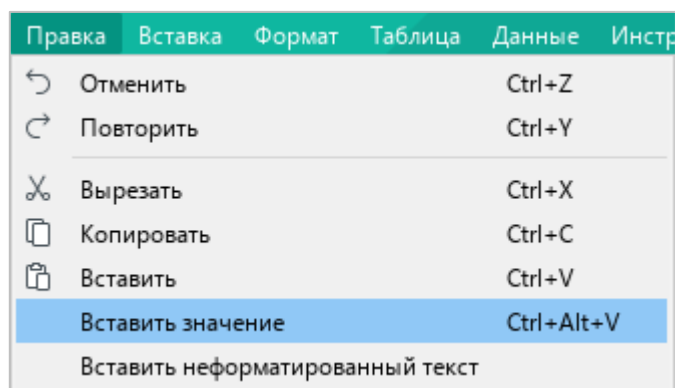 Правка Вставка Формат Таблица Данные
Отменить Ctrl+Z
Повторить Ctrl+Y
Вырезать Ctrl+X
Копировать Ctrl+C
Вставить Ctrl+V
Вставить значение Ctrl+Alt+V
Вставить неформатированный текст